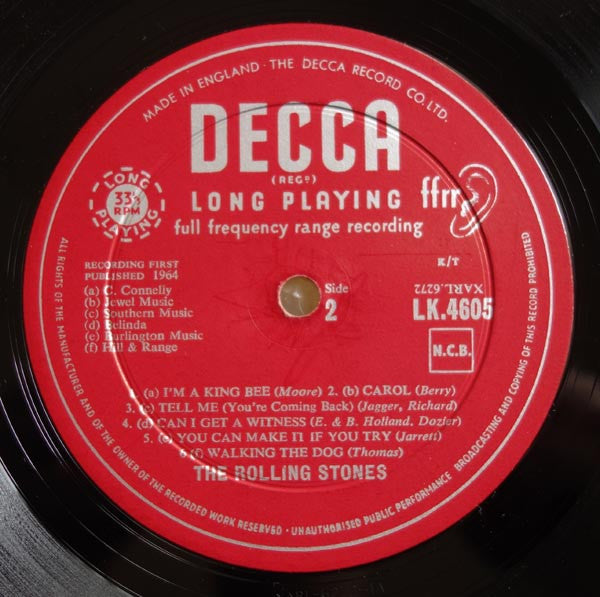 MADE IN ENGLAND · THE DECCA RECORD CO. LTD.
DECCA
(REGD)
LONG PLAYING
ffrr
full frequency range recording
LONG
33⅓
RPM
PLAYING
K/T
RECORDING FIRST
PUBLISHED 1964
XARL.6272
(a) C. Connelly
(b) Jewel Music
(c) Southern Music
(d) Belinda
(e) Burlington Music
(f) Hill & Range
Side
2
LK.4605
N.C.B.
1. (a) I'M A KING BEE (Moore) 2. (b) CAROL (Berry)
3. (c) TELL ME (You're Coming Back) (Jagger, Richard)
4. (d) CAN I GET A WITNESS (E. & B. Holland, Dozier)
5. (e) YOU CAN MAKE IT IF YOU TRY (Jarrett)
6. (f) WALKING THE DOG (Thomas)
THE ROLLING STONES
ALL RIGHTS OF THE MANUFACTURER AND OF THE OWNER OF THE RECORDED WORK RESERVED · UNAUTHORISED PUBLIC PERFORMANCE BROADCASTING AND COPYING OF THIS RECORD PROHIBITED